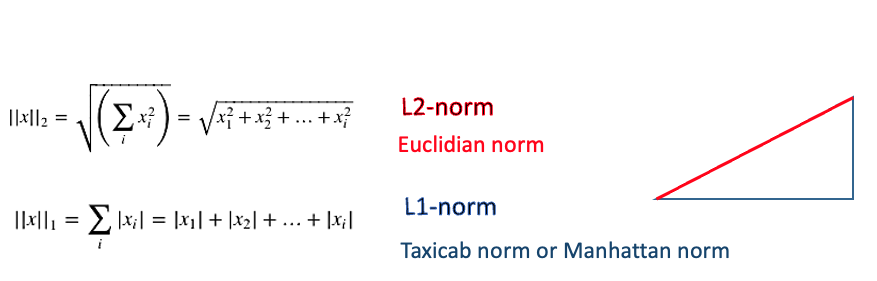 ||x||₂ = √(∑ᵢ xᵢ²) = √x₁² + x₂² + ... + xᵢ²
L2-norm
Euclidian norm
||x||₁ = ∑ᵢ |xᵢ| = |x₁| + |x₂| + ... + |xᵢ|
L1-norm
Taxicab norm or Manhattan norm